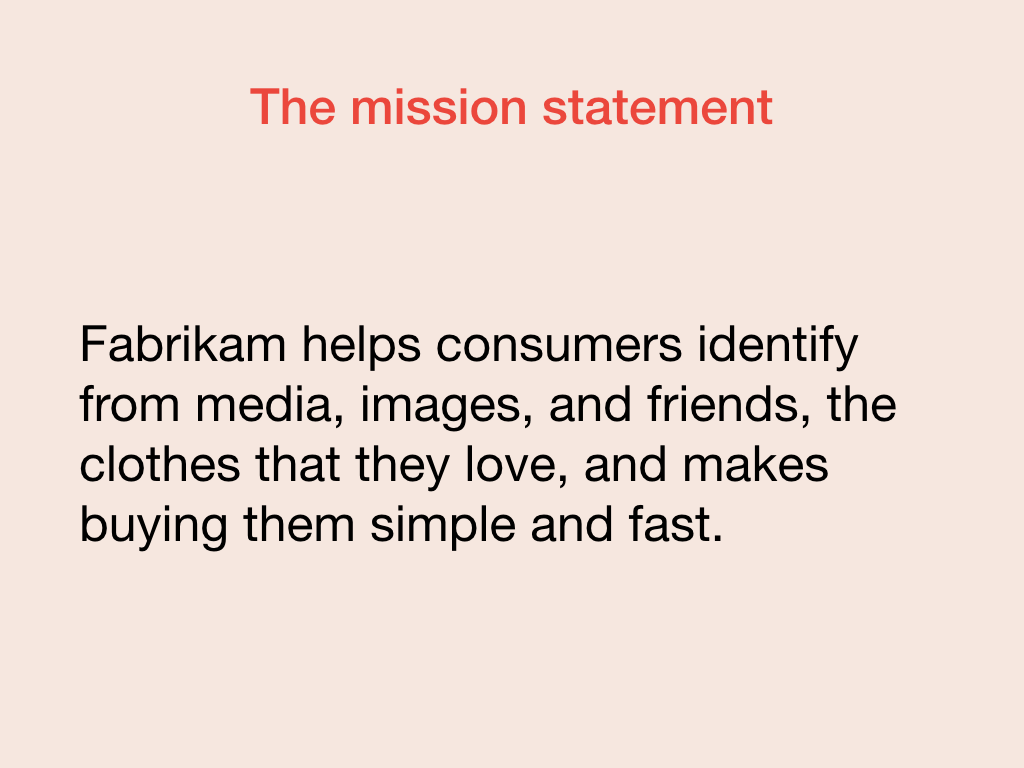 The mission statement
Fabrikam helps consumers identify
from media, images, and friends, the
clothes that they love, and makes
buying them simple and fast.